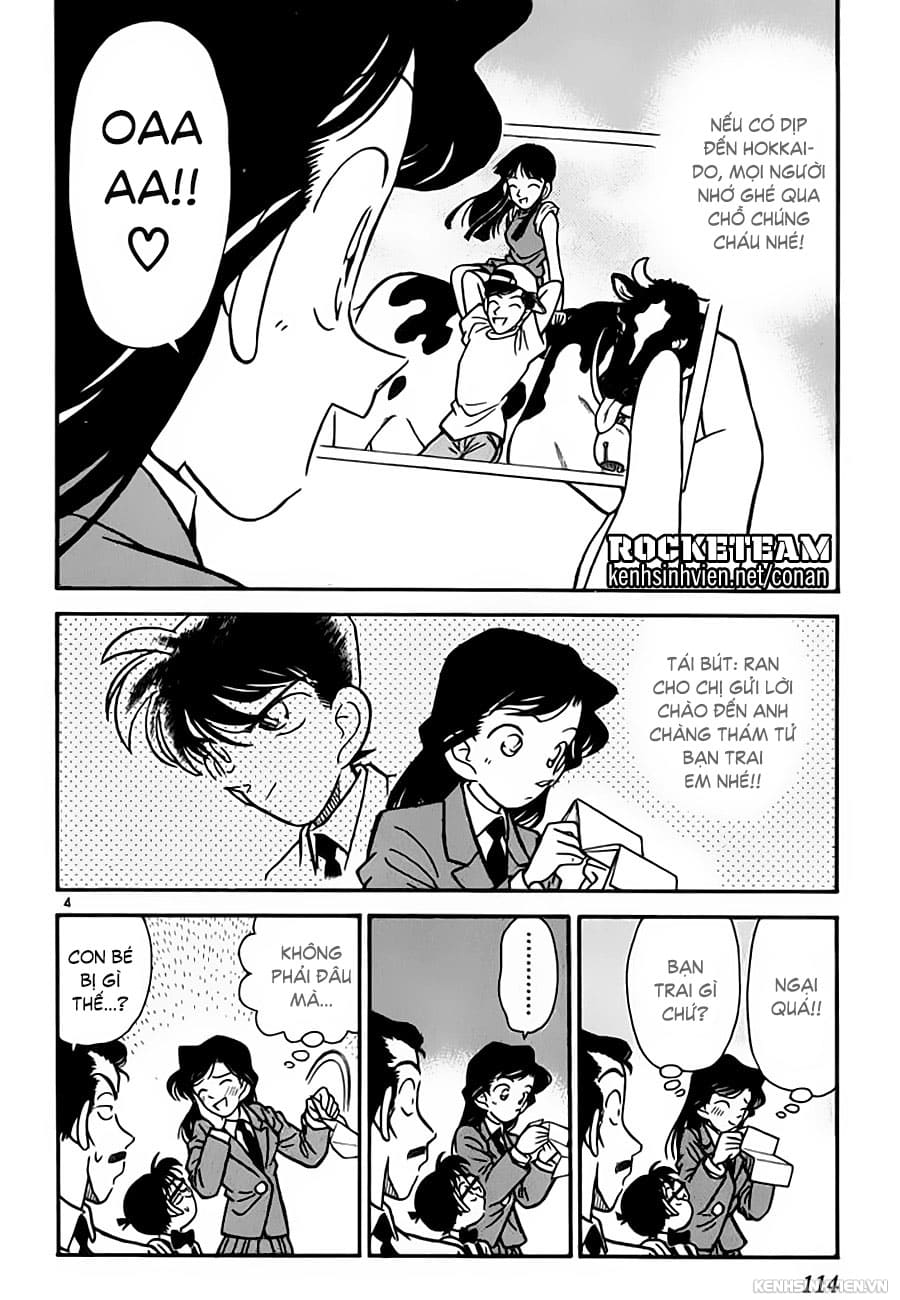 NẾU CÓ DỊP
ĐẾN HOKKAI-
DO, MỌI NGƯỜI
NHỚ GHÉ QUA
CHỖ CHÚNG
CHÁU NHÉ!
OAA
AA!!
♡
ROCKETEAM
kenhsinhvien.net/conan
TÁI BÚT: RAN
CHO CHỊ GỬI LỜI
CHÀO ĐẾN ANH
CHÀNG THÁM TỬ
BẠN TRAI
EM NHÉ!!
4
NGẠI
QUÁ!!
BẠN
TRAI GÌ
CHỨ?
.........
KHÔNG
PHẢI ĐÂU
MÀ...
CON BÉ
BỊ GÌ
THẾ...?
114
KENHSINHVIEN.VN